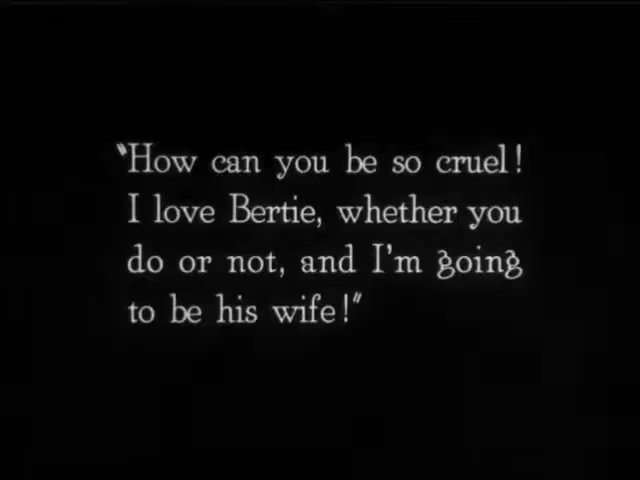 "How can you be so cruel!
I love Bertie, whether you
do or not, and I'm going
to be his wife!"